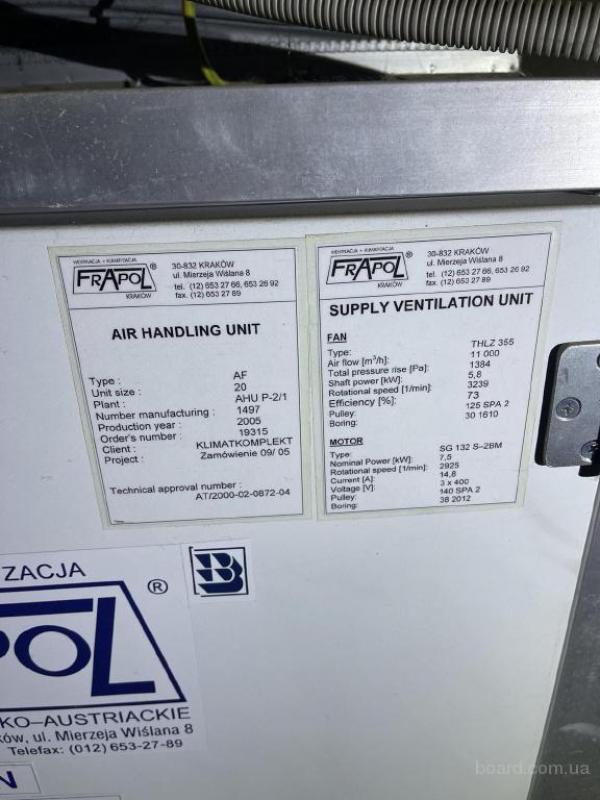 WENTYLACJA + KLIMATYZACJA
FRAPOL®
KRAKÓW
30-832 KRAKÓW
ul. Mierzeja Wiślana 8
tel. (12) 653 27 66, 653 26 92
fax. (12) 653 27 89
AIR HANDLING UNIT
Type : AF
Unit size : 20
Plant : AHU P-2/1
Number manufacturing : 1497
Production year : 2005
Order's number : 19315
Client : KLIMATKOMPLEKT
Project : Zamówienie 09/ 05
Technical approval number :
AT/2000-02-0872-04
WENTYLACJA + KLIMATYZACJA
FRAPOL®
KRAKÓW
30-832 KRAKÓW
ul. Mierzeja Wiślana 8
tel. (12) 653 27 66, 653 26 92
fax. (12) 653 27 89
SUPPLY VENTILATION UNIT
FAN
Type: THLZ 355
Air flow [m³/h]: 11 000
Total pressure rise [Pa]: 1384
Shaft power [kW]: 5,8
Rotational speed [1/min]: 3239
Efficiency [%]: 73
Pulley: 125 SPA 2
Boring: 30 1610
MOTOR
Type: SG 132 S-2BM
Nominal Power [kW]: 7,5
Rotational speed [1/min]: 2925
Current [A]: 14,8
Voltage [V]: 3 x 400
Pulley: 140 SPA 2
Boring: 38 2012
ZACJA
POL®
KO–AUSTRIACKIE
ków, ul. Mierzeja Wiślana 8
Telefax: (012) 653-27-89
N
board.com.ua